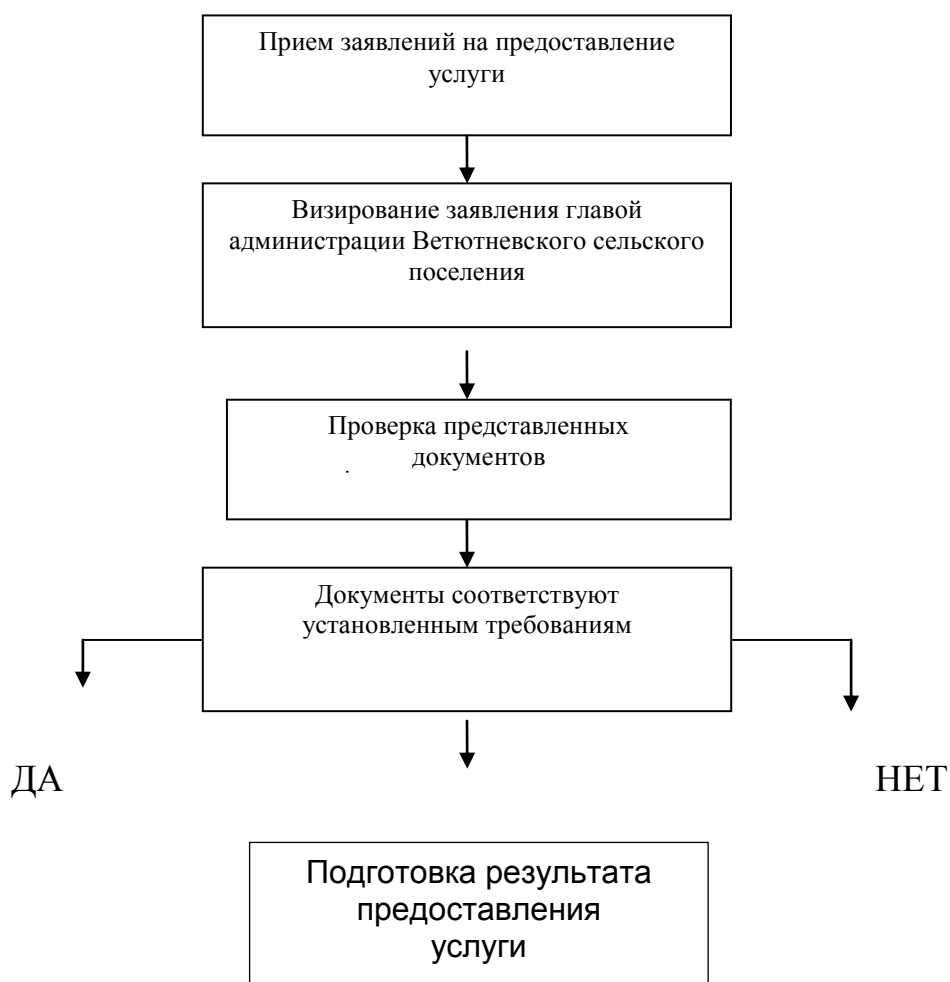 Прием заявлений на предоставление
услуги
Визирование заявления главой
администрации Ветютневского сельского
поселения
Проверка представленных
документов
.
Документы соответствуют
установленным требованиям
ДА
НЕТ
Подготовка результата
предоставления
услуги